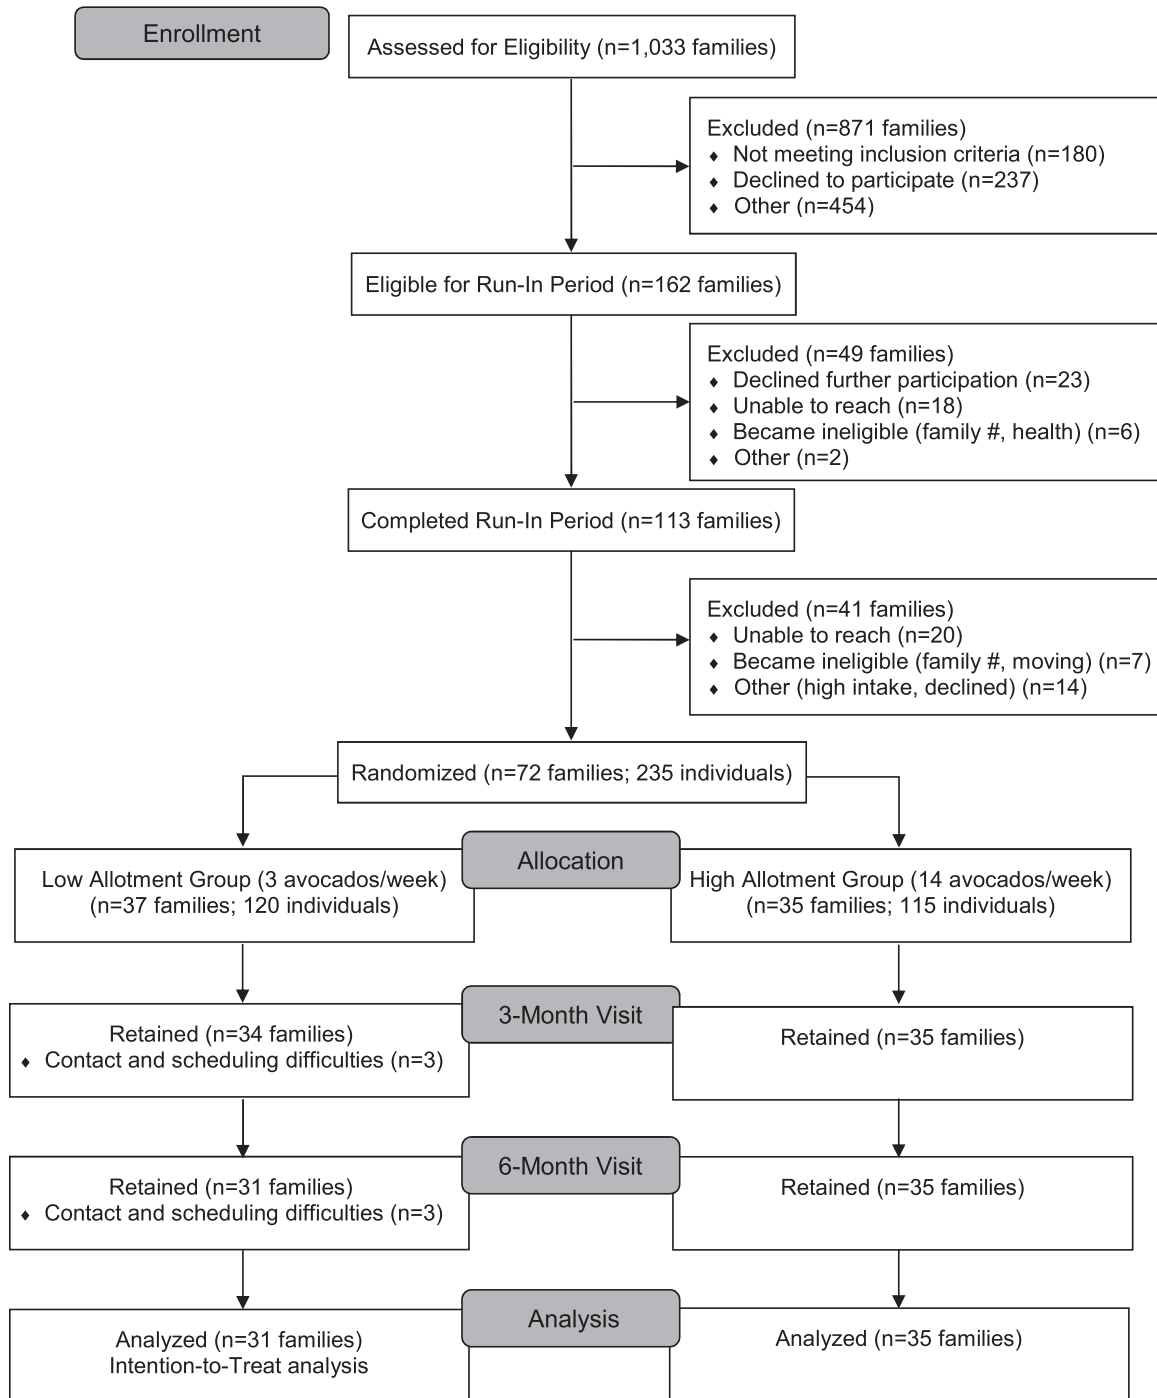 Enrollment
Assessed for Eligibility (n=1,033 families)
Excluded (n=871 families)
♦ Not meeting inclusion criteria (n=180)
♦ Declined to participate (n=237)
♦ Other (n=454)
Eligible for Run-In Period (n=162 families)
Excluded (n=49 families)
♦ Declined further participation (n=23)
♦ Unable to reach (n=18)
♦ Became ineligible (family #, health) (n=6)
♦ Other (n=2)
Completed Run-In Period (n=113 families)
Excluded (n=41 families)
♦ Unable to reach (n=20)
♦ Became ineligible (family #, moving) (n=7)
♦ Other (high intake, declined) (n=14)
Randomized (n=72 families; 235 individuals)
Allocation
Low Allotment Group (3 avocados/week)
(n=37 families; 120 individuals)
High Allotment Group (14 avocados/week)
(n=35 families; 115 individuals)
3-Month Visit
Retained (n=34 families)
♦ Contact and scheduling difficulties (n=3)
Retained (n=35 families)
6-Month Visit
Retained (n=31 families)
♦ Contact and scheduling difficulties (n=3)
Retained (n=35 families)
Analysis
Analyzed (n=31 families)
Intention-to-Treat analysis
Analyzed (n=35 families)